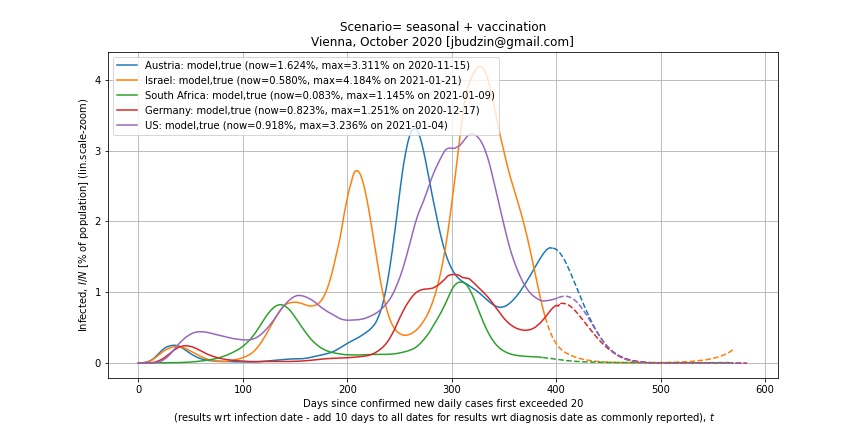 Scenario= seasonal + vaccination
Vienna, October 2020 [jbudzin@gmail.com]
Infected, I/N [% of population] (lin.scale-zoom)
4
3
2
1
0
Austria: model,true (now=1.624%, max=3.311% on 2020-11-15)
Israel: model,true (now=0.580%, max=4.184% on 2021-01-21)
South Africa: model,true (now=0.083%, max=1.145% on 2021-01-09)
Germany: model,true (now=0.823%, max=1.251% on 2020-12-17)
US: model,true (now=0.918%, max=3.236% on 2021-01-04)
0 100 200 300 400 500 600
Days since confirmed new daily cases first exceeded 20
(results wrt infection date - add 10 days to all dates for results wrt diagnosis date as commonly reported), t